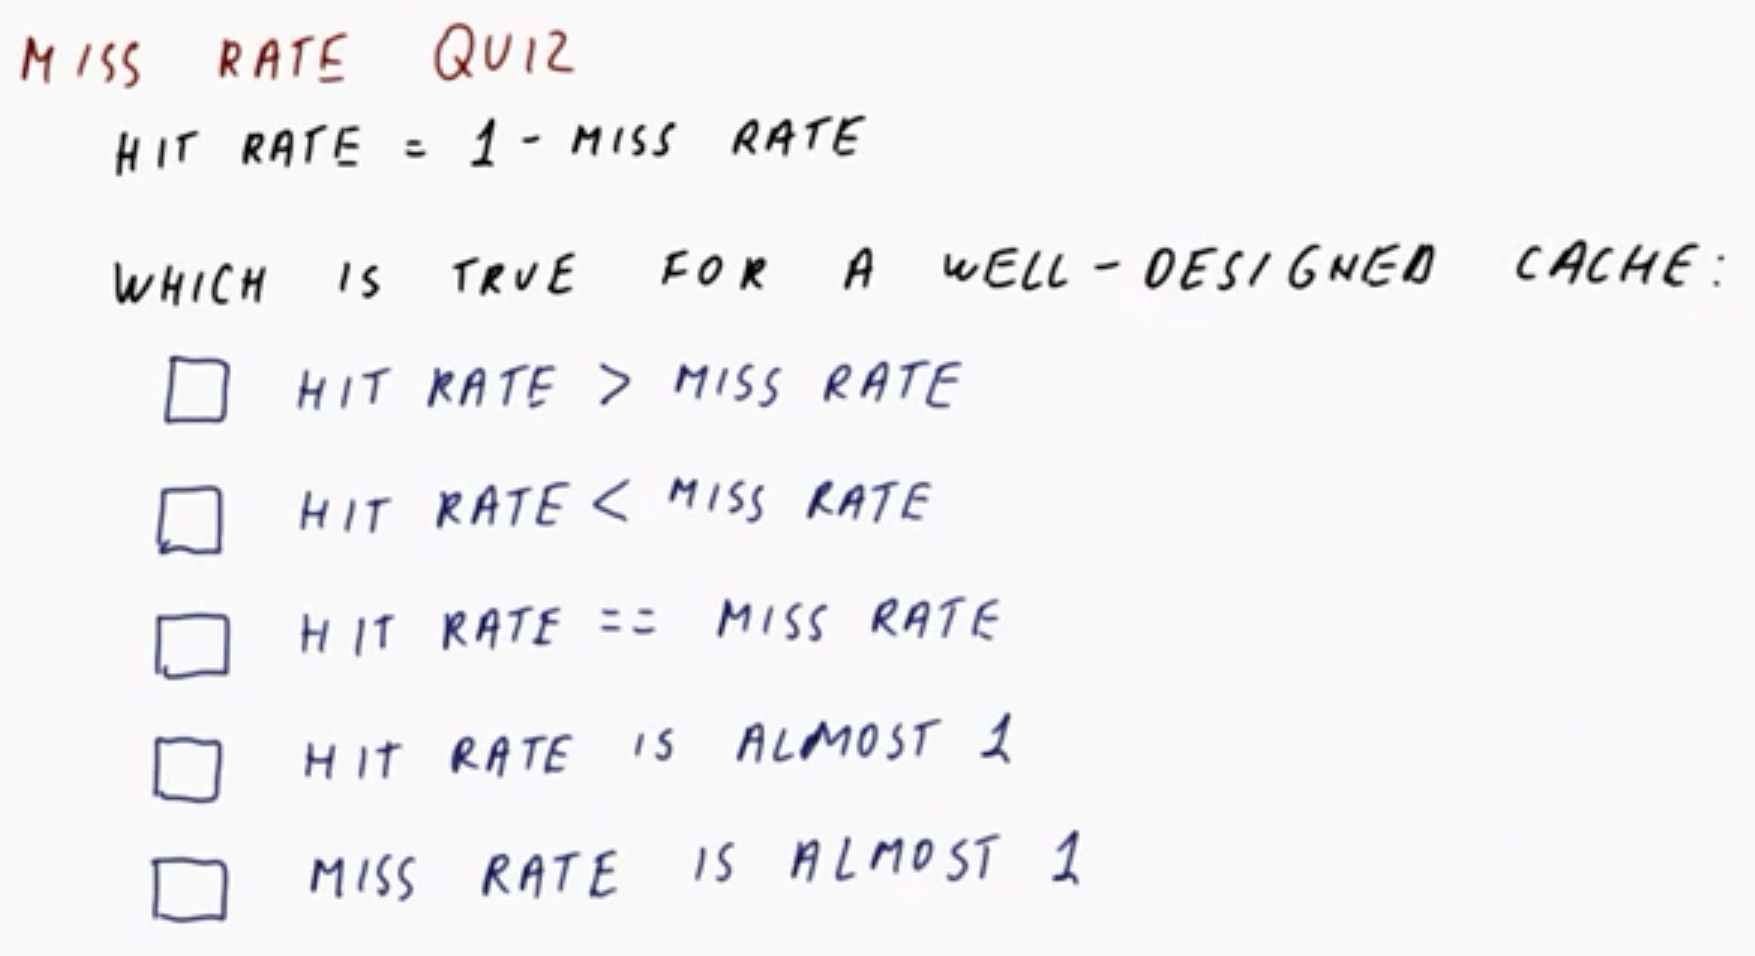 MISS RATE QUIZ
HIT RATE = 1 - MISS RATE
WHICH IS TRUE FOR A WELL-DESIGNED CACHE:
HIT RATE > MISS RATE
HIT RATE < MISS RATE
HIT RATE == MISS RATE
HIT RATE IS ALMOST 1
MISS RATE IS ALMOST 1